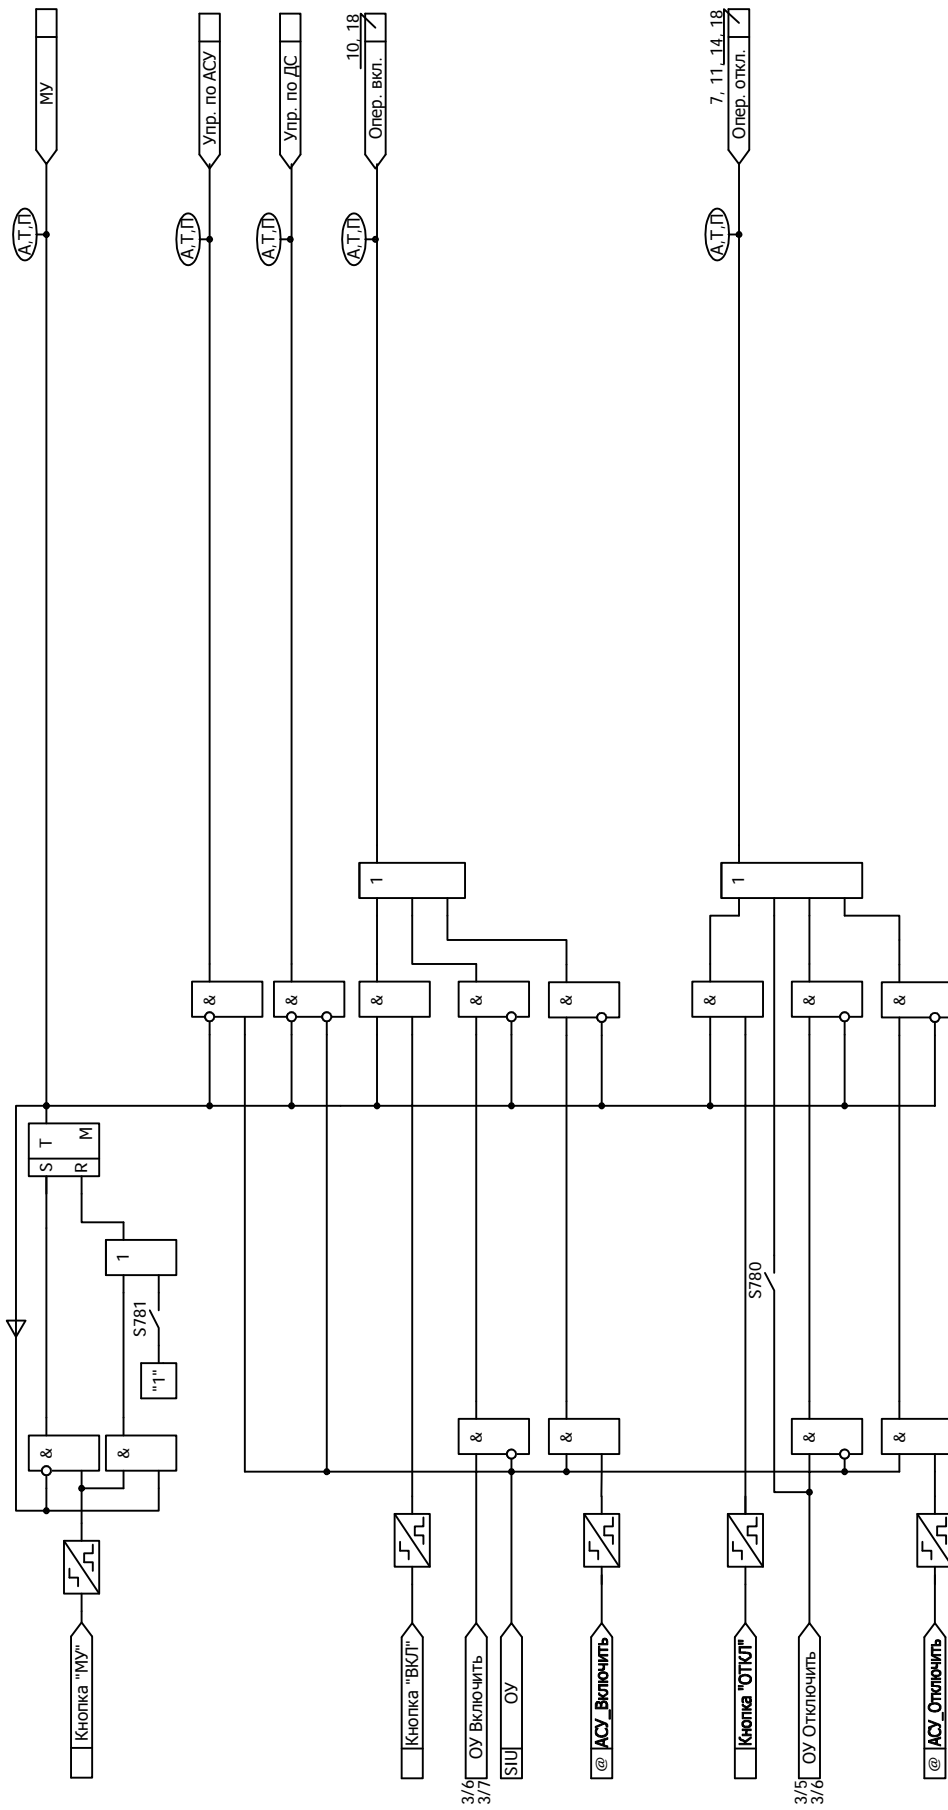 Кнопка "МУ"
&
&
"1"
S781
1
S
R
T
M
А,Т,П
МУ
&
А,Т,П
Упр. по АСУ
&
А,Т,П
Упр. по ДС
Кнопка "ВКЛ"
&
1
А,Т,П
Опер. вкл.
10, 18
3/6
3/7
ОУ Включить
&
&
SIU
ОУ
@
АСУ_Включить
&
&
Кнопка "ОТКЛ"
&
S780
1
А,Т,П
Опер. откл.
7, 11, 14, 18
3/5
3/6
ОУ Отключить
&
&
@
АСУ_Отключить
&
&